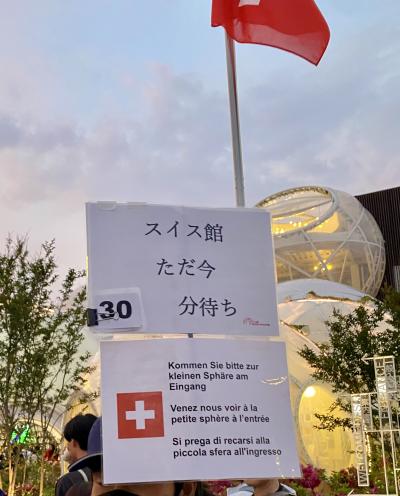 スイス館
ただ今
30 分待ち
Kommen Sie bitte zur
kleinen Sphäre am
Eingang
Venez nous voir à la
petite sphère à l'entrée
Si prega di recarsi alla
piccola sfera all'ingresso